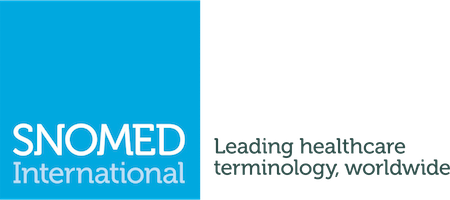 SNOMED
International
Leading healthcare
terminology, worldwide